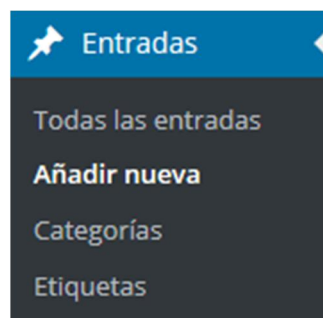 Entradas
Todas las entradas
Añadir nueva
Categorías
Etiquetas